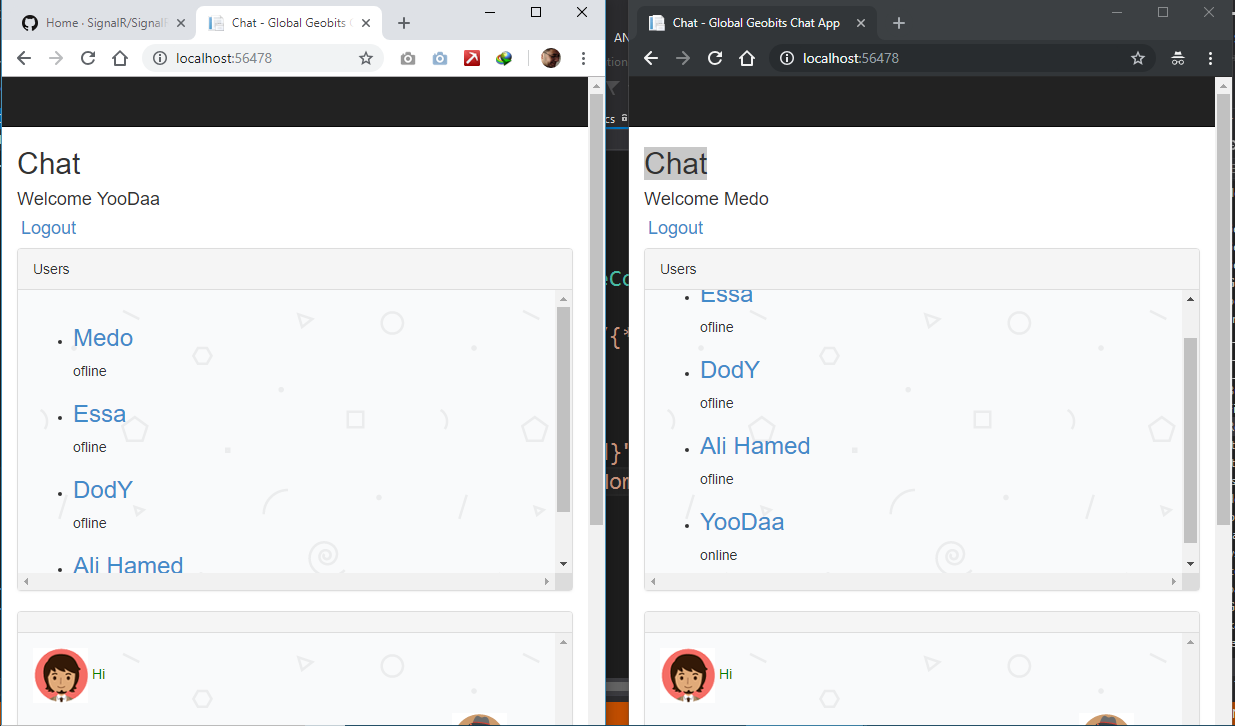 Home · SignalR/Signal
Chat - Global Geobits
localhost:56478
Chat
Welcome YooDaa
Logout
Users
Medo
ofline
Essa
ofline
DodY
ofline
Ali Hamed
Hi
AN
cs
Chat - Global Geobits Chat App
localhost:56478
Chat
Welcome Medo
Logout
Users
Essa
ofline
DodY
ofline
Ali Hamed
ofline
YooDaa
online
Hi